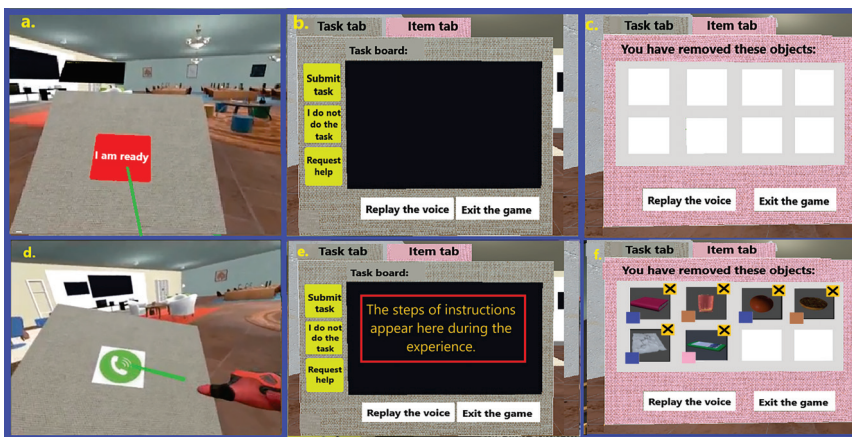 a.
I am ready
b.
Task tab
Item tab
Task board:
Submit
task
I do not
do the
task
Request
help
Replay the voice
Exit the game
c.
Task tab
Item tab
You have removed these objects:
Replay the voice
Exit the game
d.
e.
Task tab
Item tab
Task board:
Submit
task
I do not
do the
task
Request
help
The steps of instructions
appear here during the
experience.
Replay the voice
Exit the game
f.
Task tab
Item tab
You have removed these objects:
X
X
X
X
X
X
Replay the voice
Exit the game